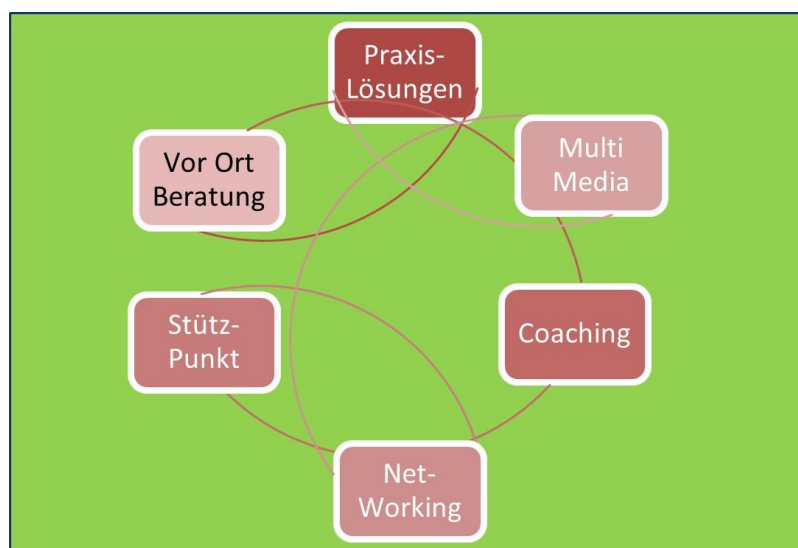 Praxis-
Lösungen
Multi
Media
Coaching
Net-
Working
Stütz-
Punkt
Vor Ort
Beratung